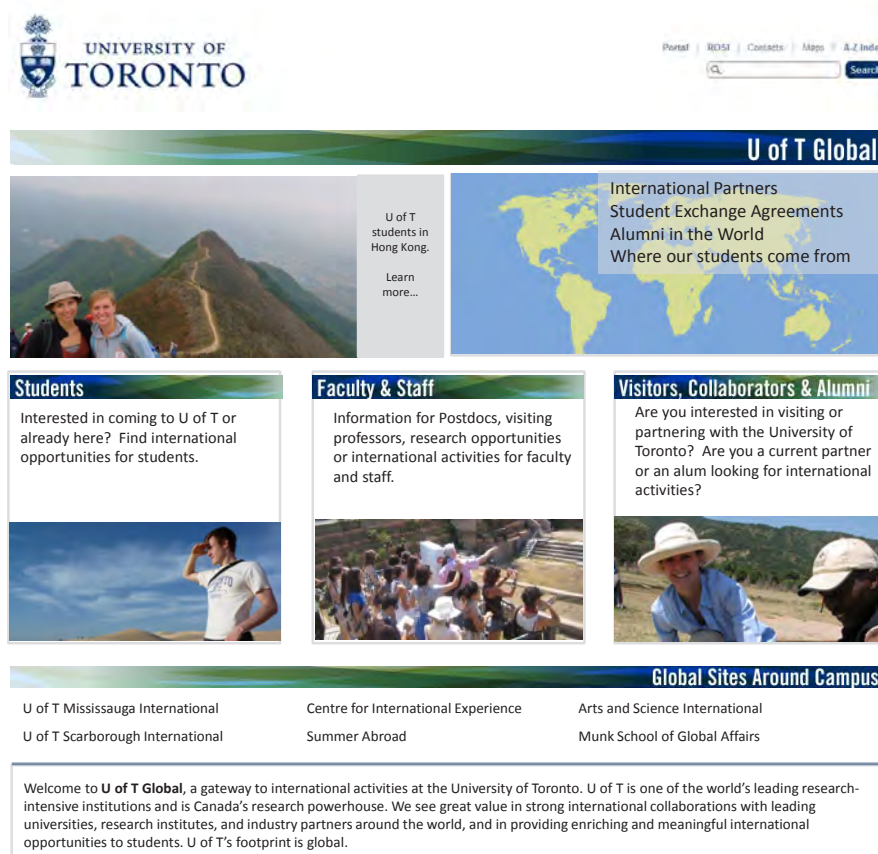 UNIVERSITY OF
TORONTO
Portal | ROSI | Contacts | Maps | A-Z Inde
Search
U of T Global
U of T
students in
Hong Kong.
Learn
more…
International Partners
Student Exchange Agreements
Alumni in the World
Where our students come from
Students
Interested in coming to U of T or
already here? Find international
opportunities for students.
Faculty & Staff
Information for Postdocs, visiting
professors, research opportunities
or international activities for faculty
and staff.
Visitors, Collaborators & Alumni
Are you interested in visiting or
partnering with the University of
Toronto? Are you a current partner
or an alum looking for international
activities?
Global Sites Around Campus
U of T Mississauga International
Centre for International Experience
Arts and Science International
U of T Scarborough International
Summer Abroad
Munk School of Global Affairs
Welcome to U of T Global, a gateway to international activities at the University of Toronto. U of T is one of the world's leading research-
intensive institutions and is Canada's research powerhouse. We see great value in strong international collaborations with leading
universities, research institutes, and industry partners around the world, and in providing enriching and meaningful international
opportunities to students. U of T's footprint is global.